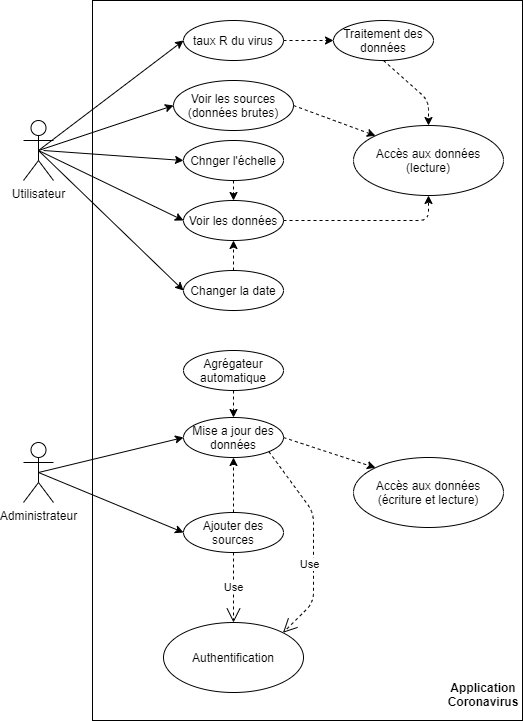 taux R du virus
Traitement des
données
Voir les sources
(données brutes)
Chnger l'échelle
Accès aux données
(lecture)
Utilisateur
Voir les données
Changer la date
Agrégateur
automatique
Mise a jour des
données
Accès aux données
(écriture et lecture)
Administrateur
Ajouter des
sources
Use
Use
Authentification
Application
Coronavirus